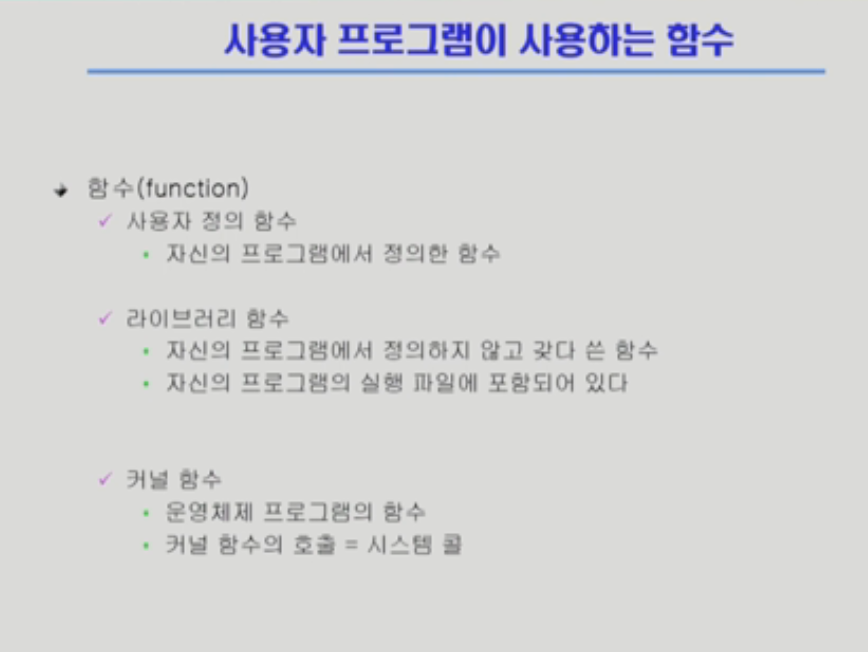 사용자 프로그램이 사용하는 함수
함수(function)
사용자 정의 함수
자신의 프로그램에서 정의한 함수
라이브러리 함수
자신의 프로그램에서 정의하지 않고 갖다 쓴 함수
자신의 프로그램의 실행 파일에 포함되어 있다
커널 함수
운영체제 프로그램의 함수
커널 함수의 호출 = 시스템 콜